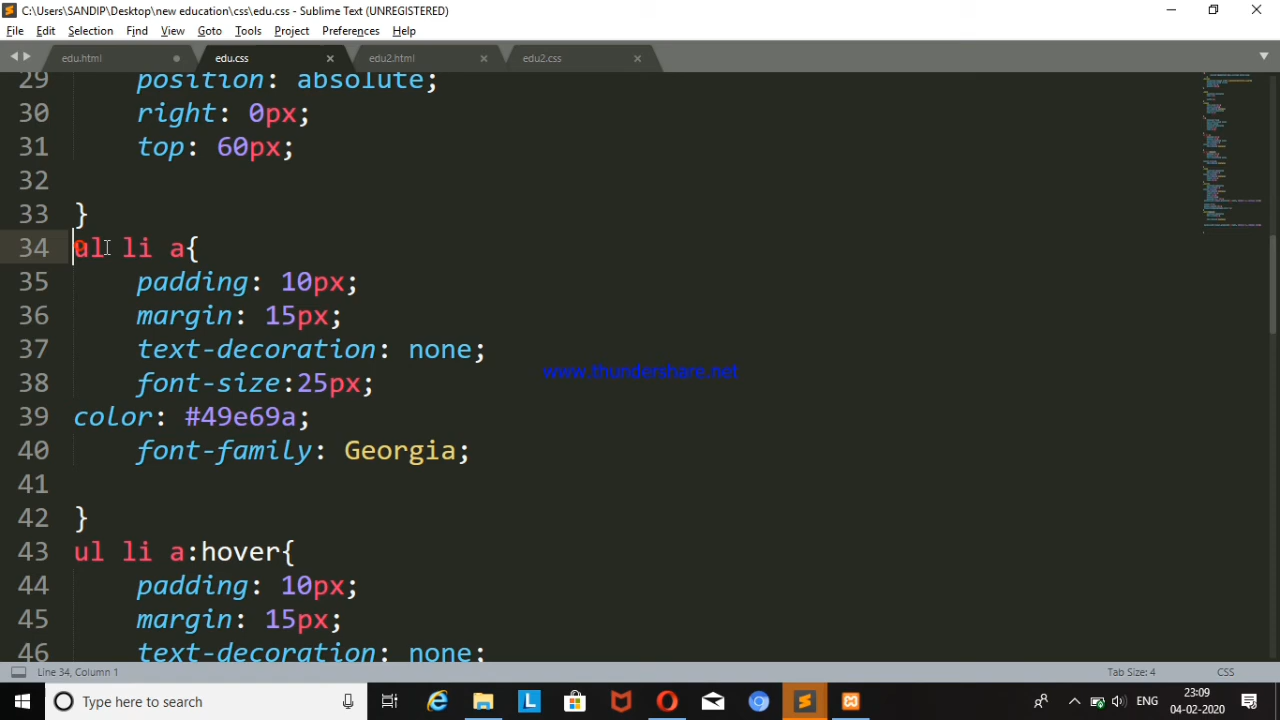 C:\Users\SANDIP\Desktop\new education\css\edu.css - Sublime Text (UNREGISTERED)
File Edit Selection Find View Goto Tools Project Preferences Help
edu.html edu.css edu2.html edu2.css
29 position: absolute;
30 right: 0px;
31 top: 60px;
32
33 }
34 ul li a{
35 padding: 10px;
36 margin: 15px;
37 text-decoration: none;
www.thundershare.net
38 font-size:25px;
39 color: #49e69a;
40 font-family: Georgia;
41
42 }
43 ul li a:hover{
44 padding: 10px;
45 margin: 15px;
46 text-decoration: none;
Line 34, Column 1 Tab Size: 4 CSS
Type here to search ENG 23:09
04-02-2020